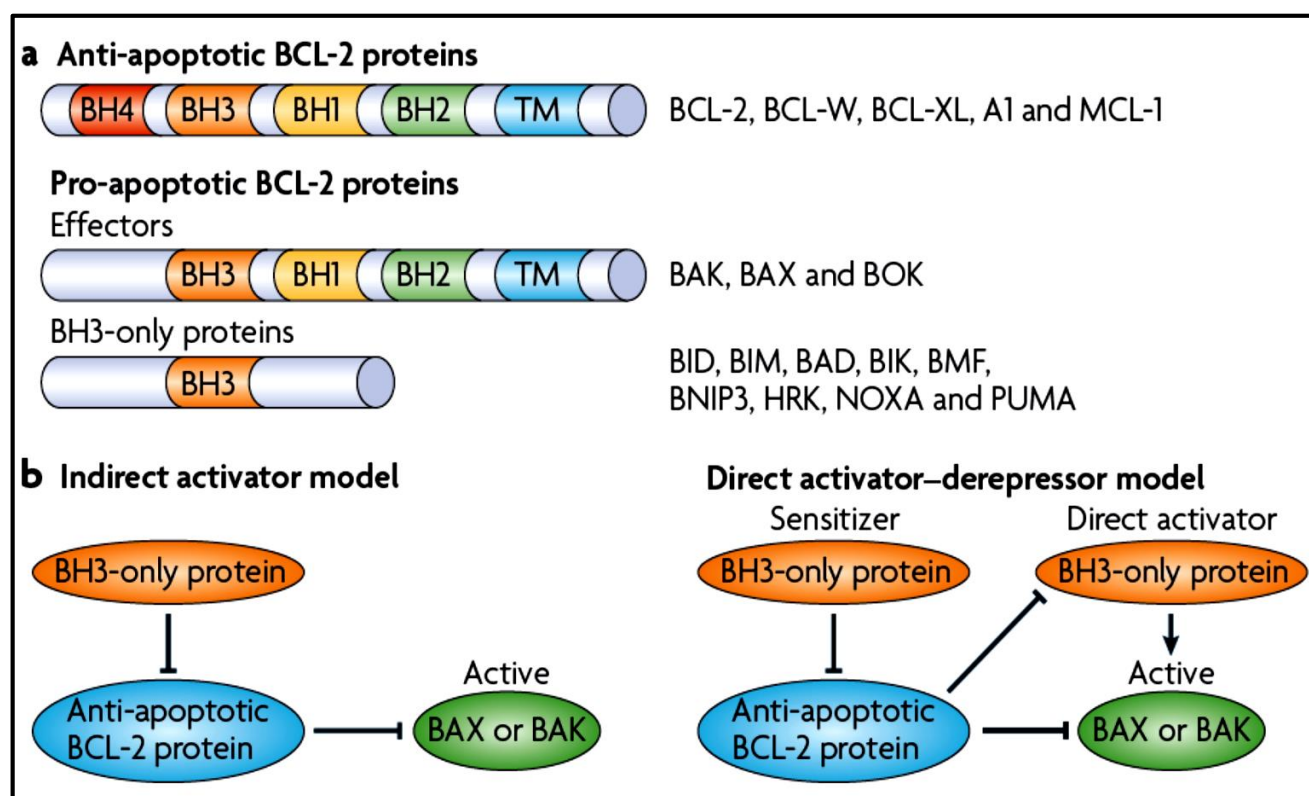 a Anti-apoptotic BCL-2 proteins
BH4 BH3 BH1 BH2 TM BCL-2, BCL-W, BCL-XL, A1 and MCL-1
Pro-apoptotic BCL-2 proteins
Effectors
BH3 BH1 BH2 TM BAK, BAX and BOK
BH3-only proteins
BH3
BID, BIM, BAD, BIK, BMF,
BNIP3, HRK, NOXA and PUMA
b Indirect activator model
BH3-only protein
Anti-apoptotic
BCL-2 protein
Active
BAX or BAK
Direct activator–derepressor model
Sensitizer
BH3-only protein
Direct activator
BH3-only protein
Anti-apoptotic
BCL-2 protein
Active
BAX or BAK